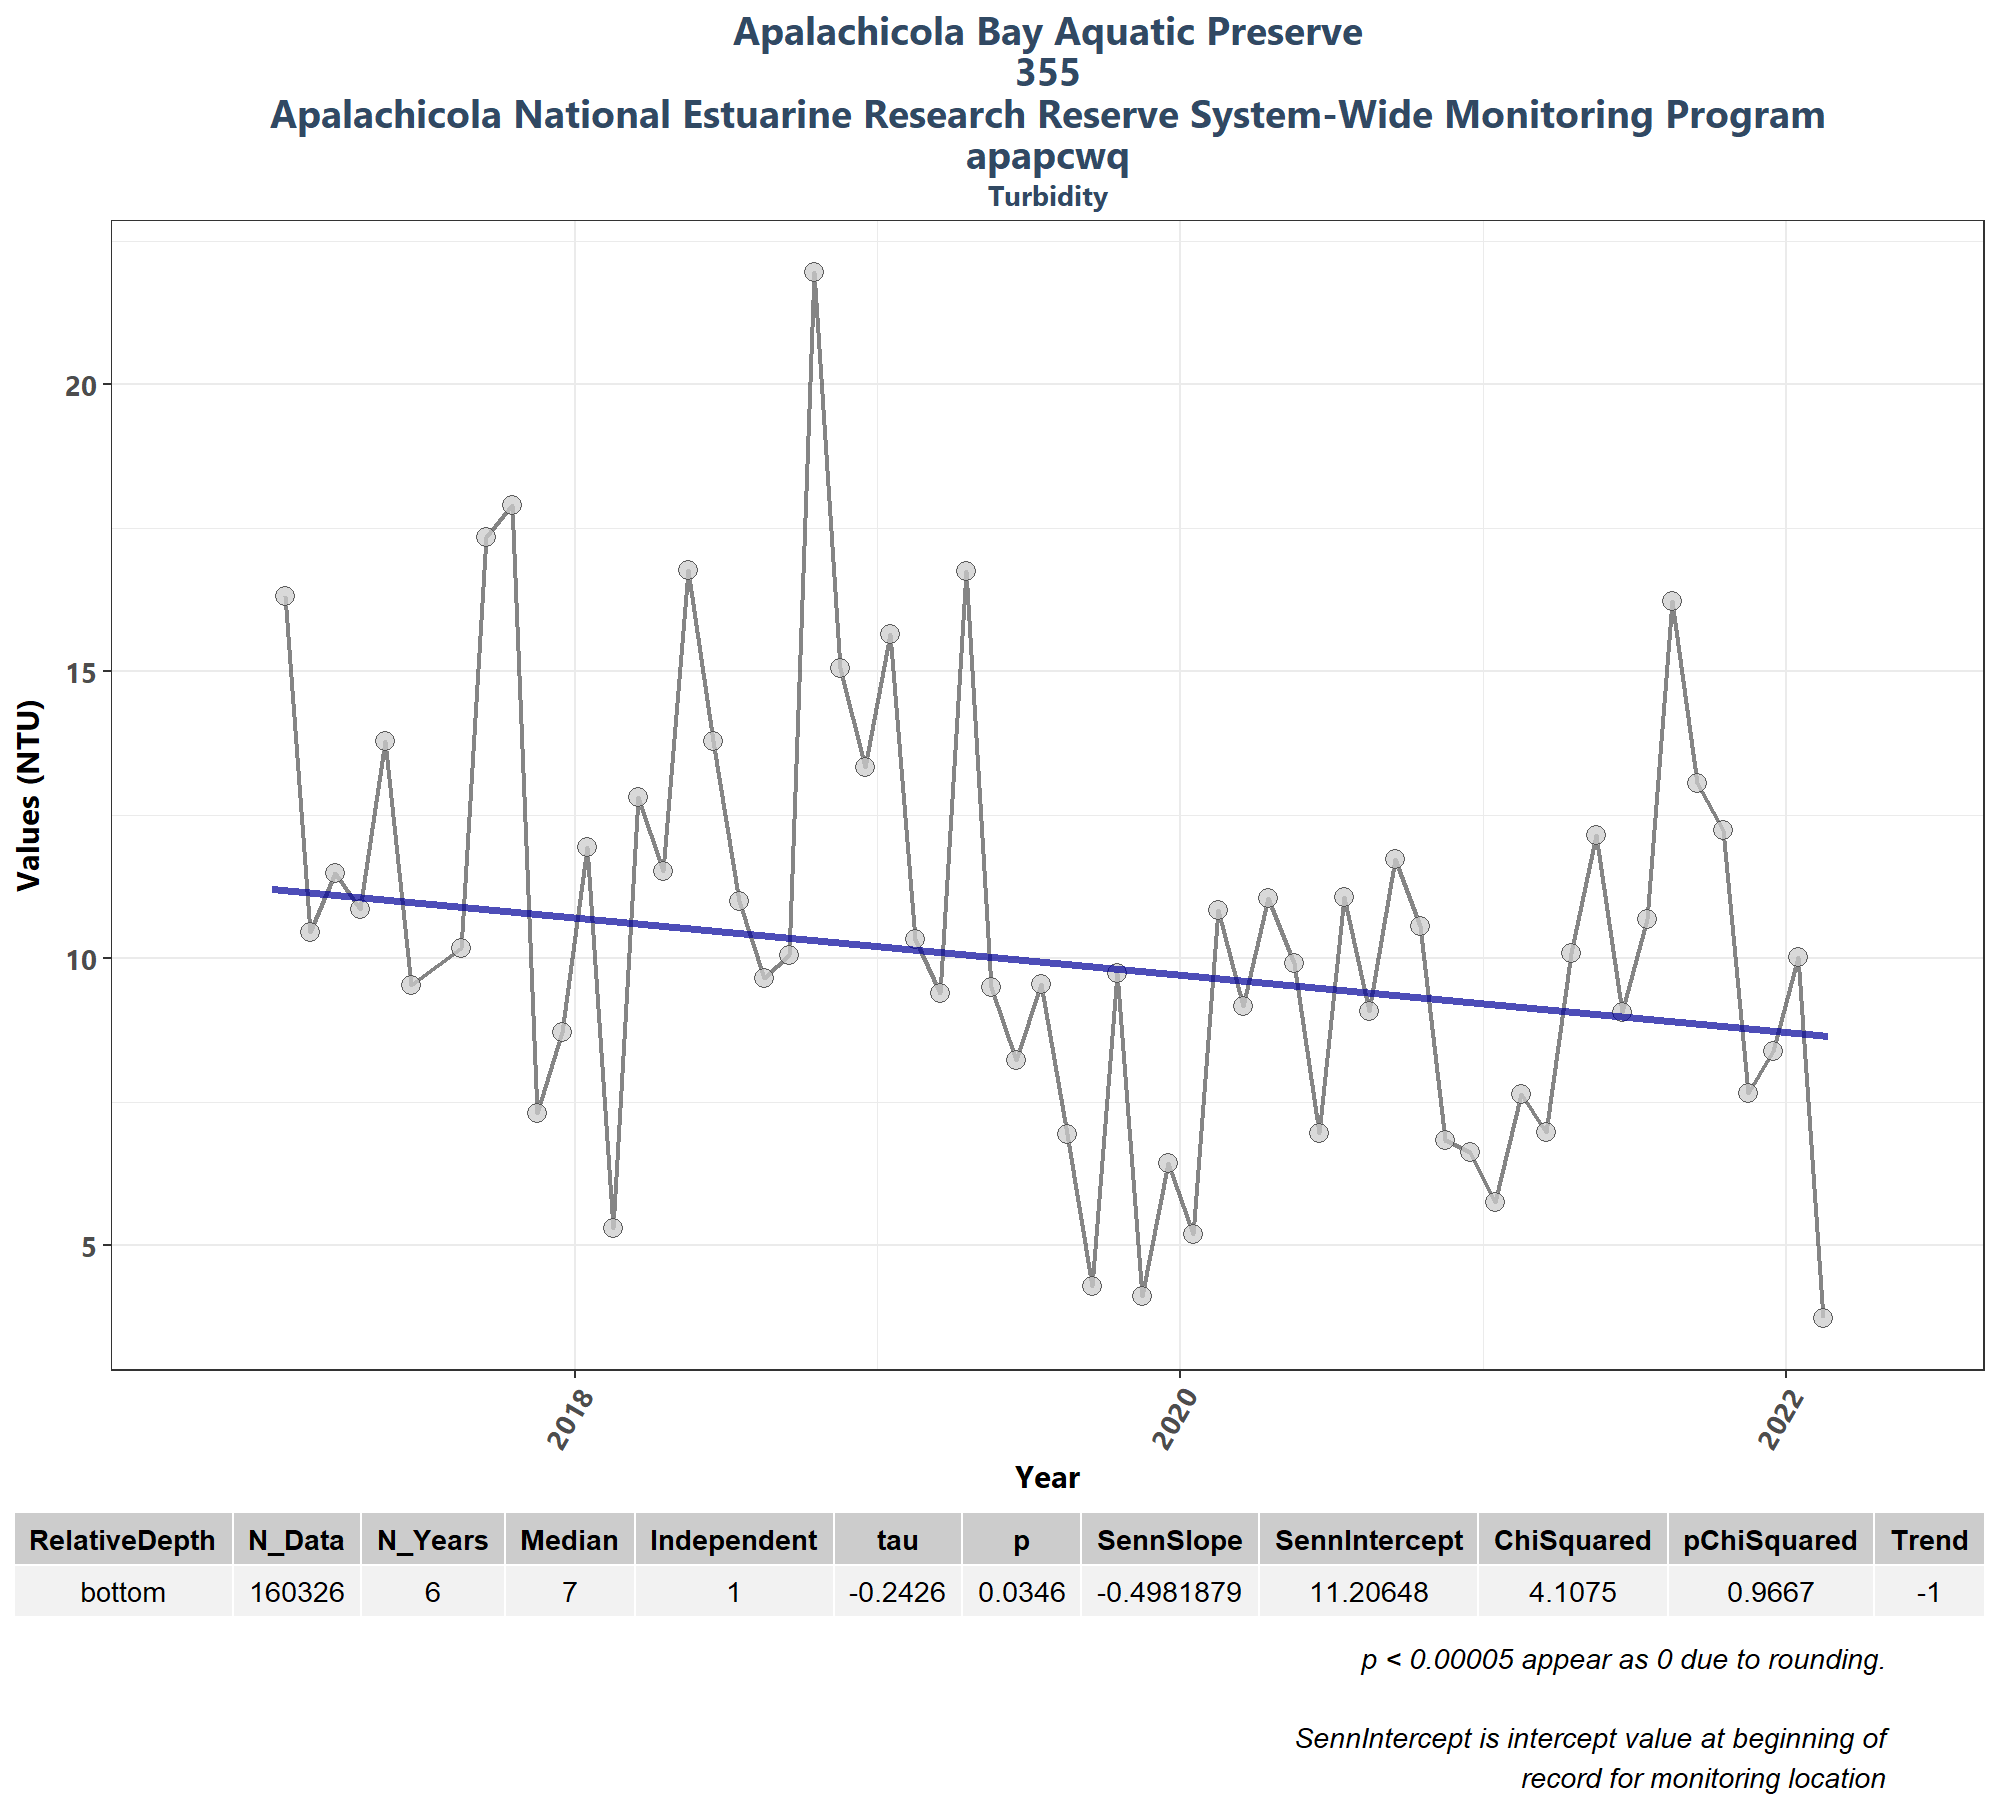 Apalachicola Bay Aquatic Preserve
355
Apalachicola National Estuarine Research Reserve System-Wide Monitoring Program
apapcwq
Turbidity
20
15
10
5
Values (NTU)
2018
2020
2022
Year
RelativeDepth N_Data N_Years Median Independent tau p SennSlope SennIntercept ChiSquared pChiSquared Trend
bottom 160326 6 7 1 -0.2426 0.0346 -0.4981879 11.20648 4.1075 0.9667 -1
p < 0.00005 appear as 0 due to rounding.
SennIntercept is intercept value at beginning of
record for monitoring location